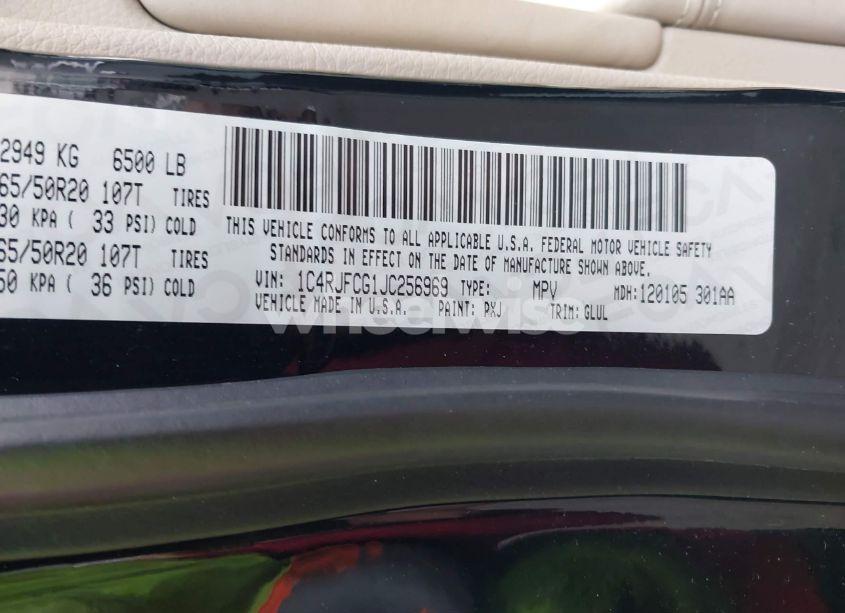 2949 KG 6500 LB
65/50R20 107T TIRES
30 KPA ( 33 PSI) COLD
65/50R20 107T TIRES
50 KPA ( 36 PSI) COLD
THIS VEHICLE CONFORMS TO ALL APPLICABLE U.S.A. FEDERAL MOTOR VEHICLE SAFETY
STANDARDS IN EFFECT ON THE DATE OF MANUFACTURE SHOWN ABOVE.
VIN: 1C4RJFCG1JC256969 TYPE: MPV MDH:120105 301AA
VEHICLE MADE IN U.S.A. PAINT: PXJ TRIM: GLUL
wheelwise